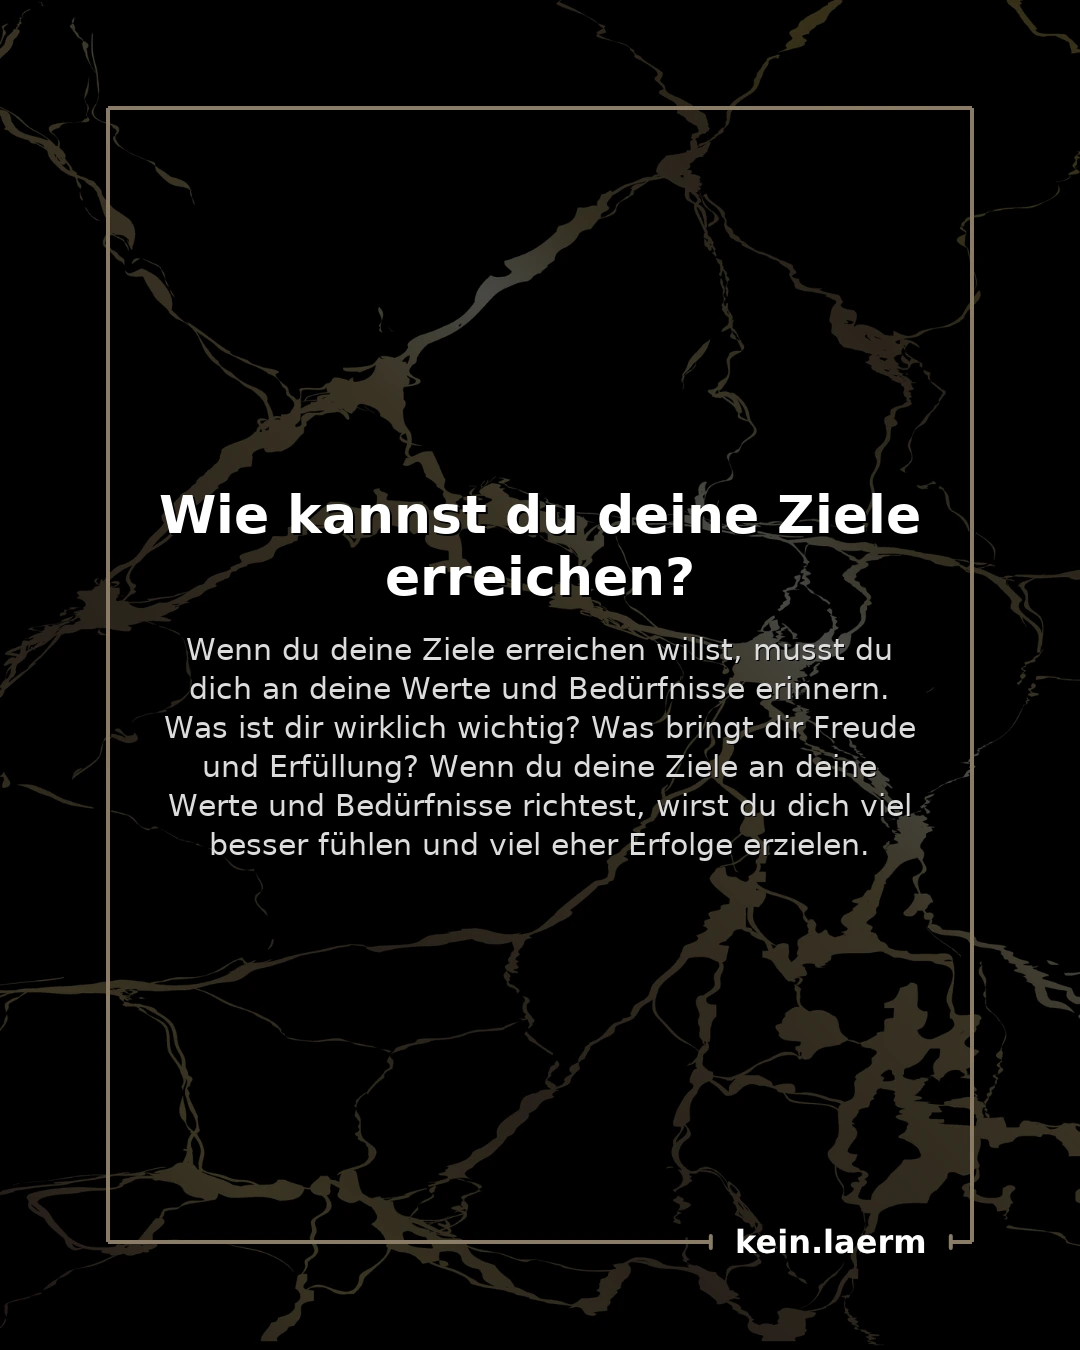 Wie kannst du deine Ziele
erreichen?
Wenn du deine Ziele erreichen willst, musst du
dich an deine Werte und Bedürfnisse erinnern.
Was ist dir wirklich wichtig? Was bringt dir Freude
und Erfüllung? Wenn du deine Ziele an deine
Werte und Bedürfnisse richtest, wirst du dich viel
besser fühlen und viel eher Erfolge erzielen.
kein.laerm